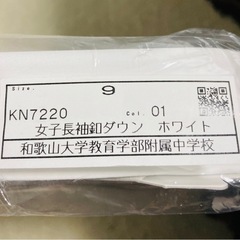 Size. 9
KN7220 Col. 01
女子長袖釦ダウン ホワイト
和歌山大学教育学部附属中学校